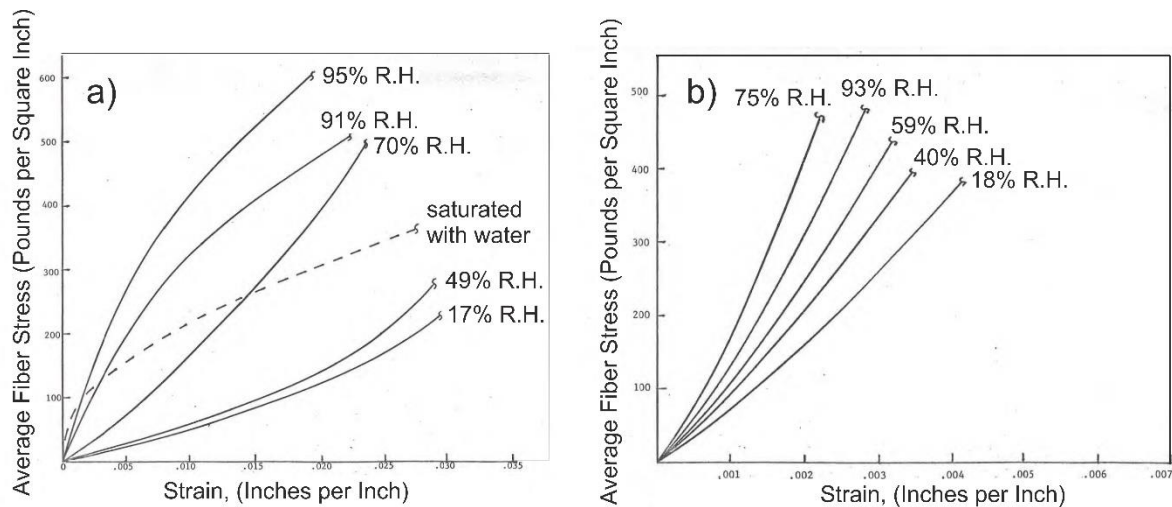 a)
Average Fiber Stress (Pounds per Square Inch)
600
500
400
300
200
100
0
.005
.010
.015
.020
.025
.030
.035
Strain, (Inches per Inch)
95% R.H.
91% R.H.
70% R.H.
saturated
with water
49% R.H.
17% R.H.
b)
Average Fiber Stress (Pounds per Square Inch)
500
400
300
200
100
.001
.002
.003
.004
.005
.006
.007
Strain, (Inches per Inch)
75% R.H.
93% R.H.
59% R.H.
40% R.H.
18% R.H.